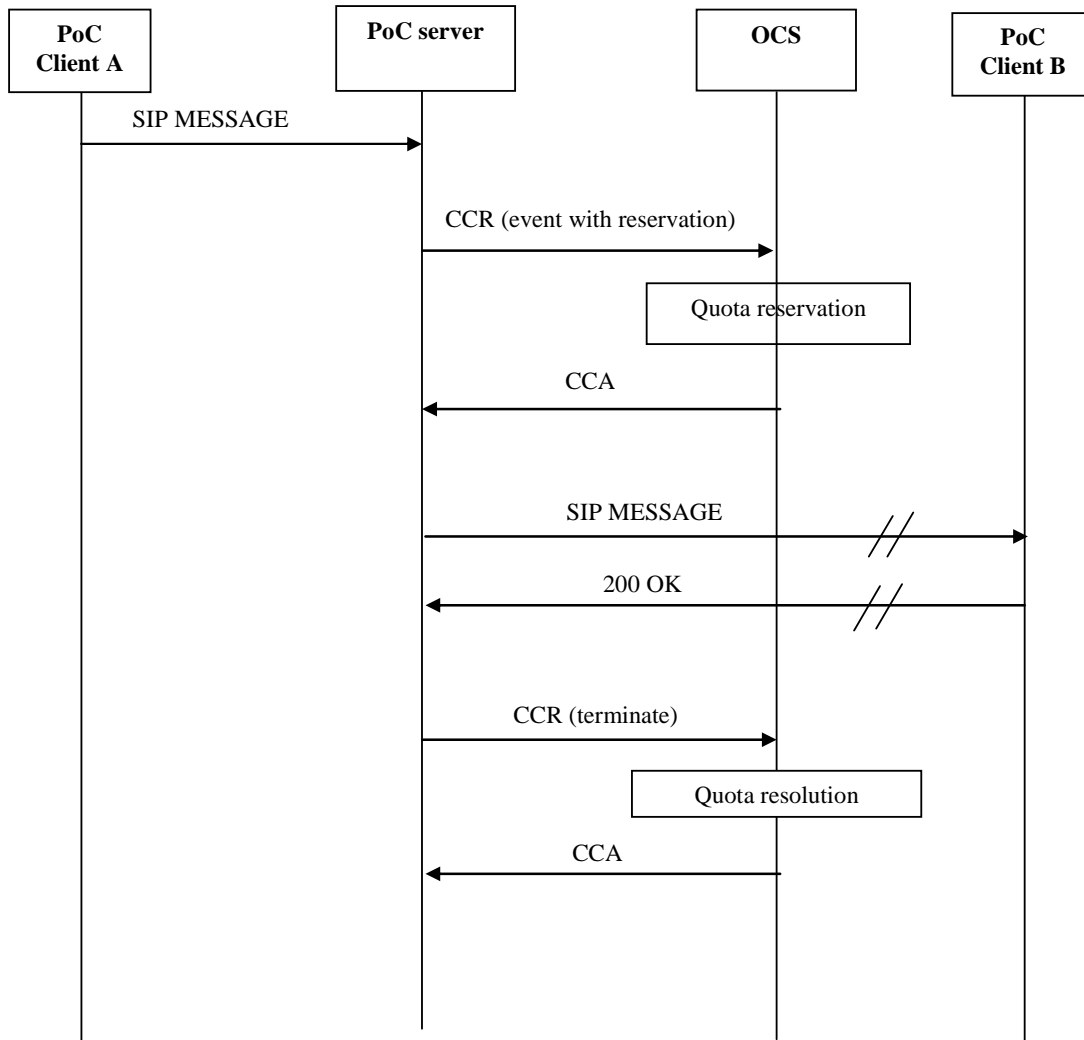 PoC
Client A
PoC server
OCS
PoC
Client B
SIP MESSAGE
CCR (event with reservation)
Quota reservation
CCA
SIP MESSAGE
200 OK
CCR (terminate)
Quota resolution
CCA